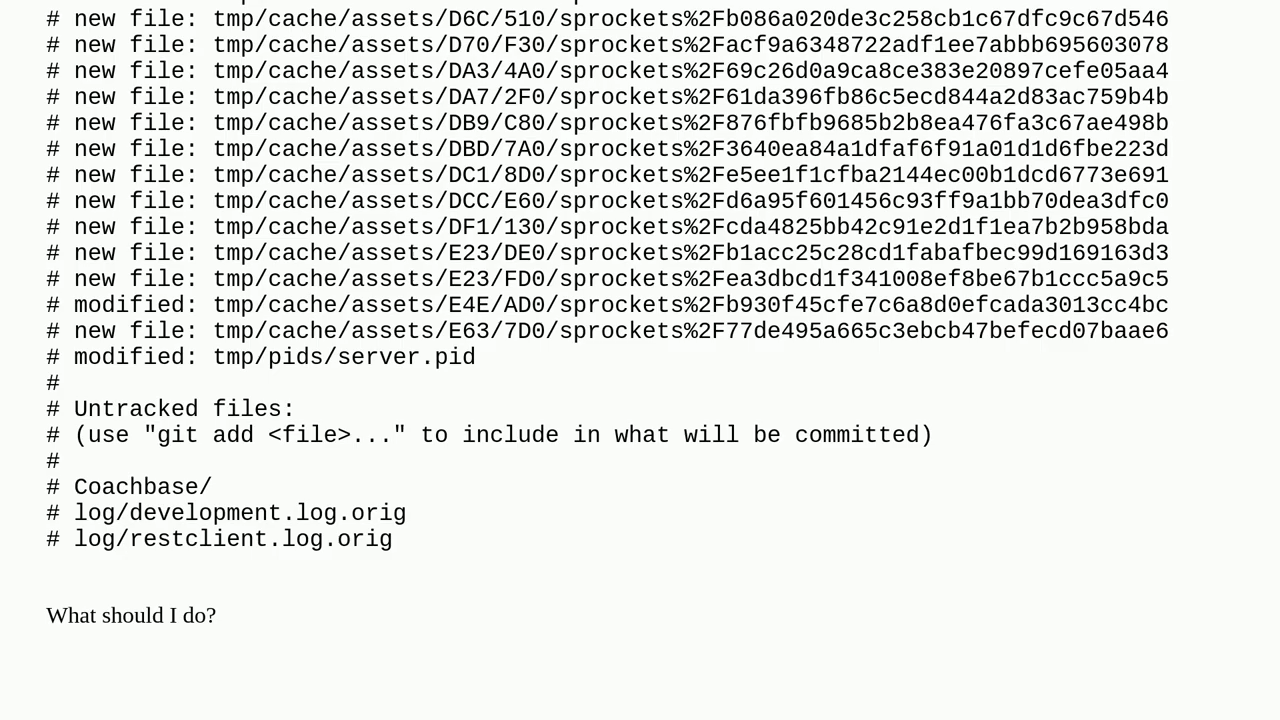 # new file: tmp/cache/assets/D6C/510/sprockets%2Fb086a020de3c258cb1c67dfc9c67d546
# new file: tmp/cache/assets/D70/F30/sprockets%2Facf9a6348722adf1ee7abbb695603078
# new file: tmp/cache/assets/DA3/4A0/sprockets%2F69c26d0a9ca8ce383e20897cefe05aa4
# new file: tmp/cache/assets/DA7/2F0/sprockets%2F61da396fb86c5ecd844a2d83ac759b4b
# new file: tmp/cache/assets/DB9/C80/sprockets%2F876fbfb9685b2b8ea476fa3c67ae498b
# new file: tmp/cache/assets/DBD/7A0/sprockets%2F3640ea84a1dfaf6f91a01d1d6fbe223d
# new file: tmp/cache/assets/DC1/8D0/sprockets%2Fe5ee1f1cfba2144ec00b1dcd6773e691
# new file: tmp/cache/assets/DCC/E60/sprockets%2Fd6a95f601456c93ff9a1bb70dea3dfc0
# new file: tmp/cache/assets/DF1/130/sprockets%2Fcda4825bb42c91e2d1f1ea7b2b958bda
# new file: tmp/cache/assets/E23/DE0/sprockets%2Fb1acc25c28cd1fabafbec99d169163d3
# new file: tmp/cache/assets/E23/FD0/sprockets%2Fea3dbcd1f341008ef8be67b1ccc5a9c5
# modified: tmp/cache/assets/E4E/AD0/sprockets%2Fb930f45cfe7c6a8d0efcada3013cc4bc
# new file: tmp/cache/assets/E63/7D0/sprockets%2F77de495a665c3ebcb47befecd07baae6
# modified: tmp/pids/server.pid
#
# Untracked files:
# (use "git add <file>..." to include in what will be committed)
#
# Coachbase/
# log/development.log.orig
# log/restclient.log.orig
What should I do?